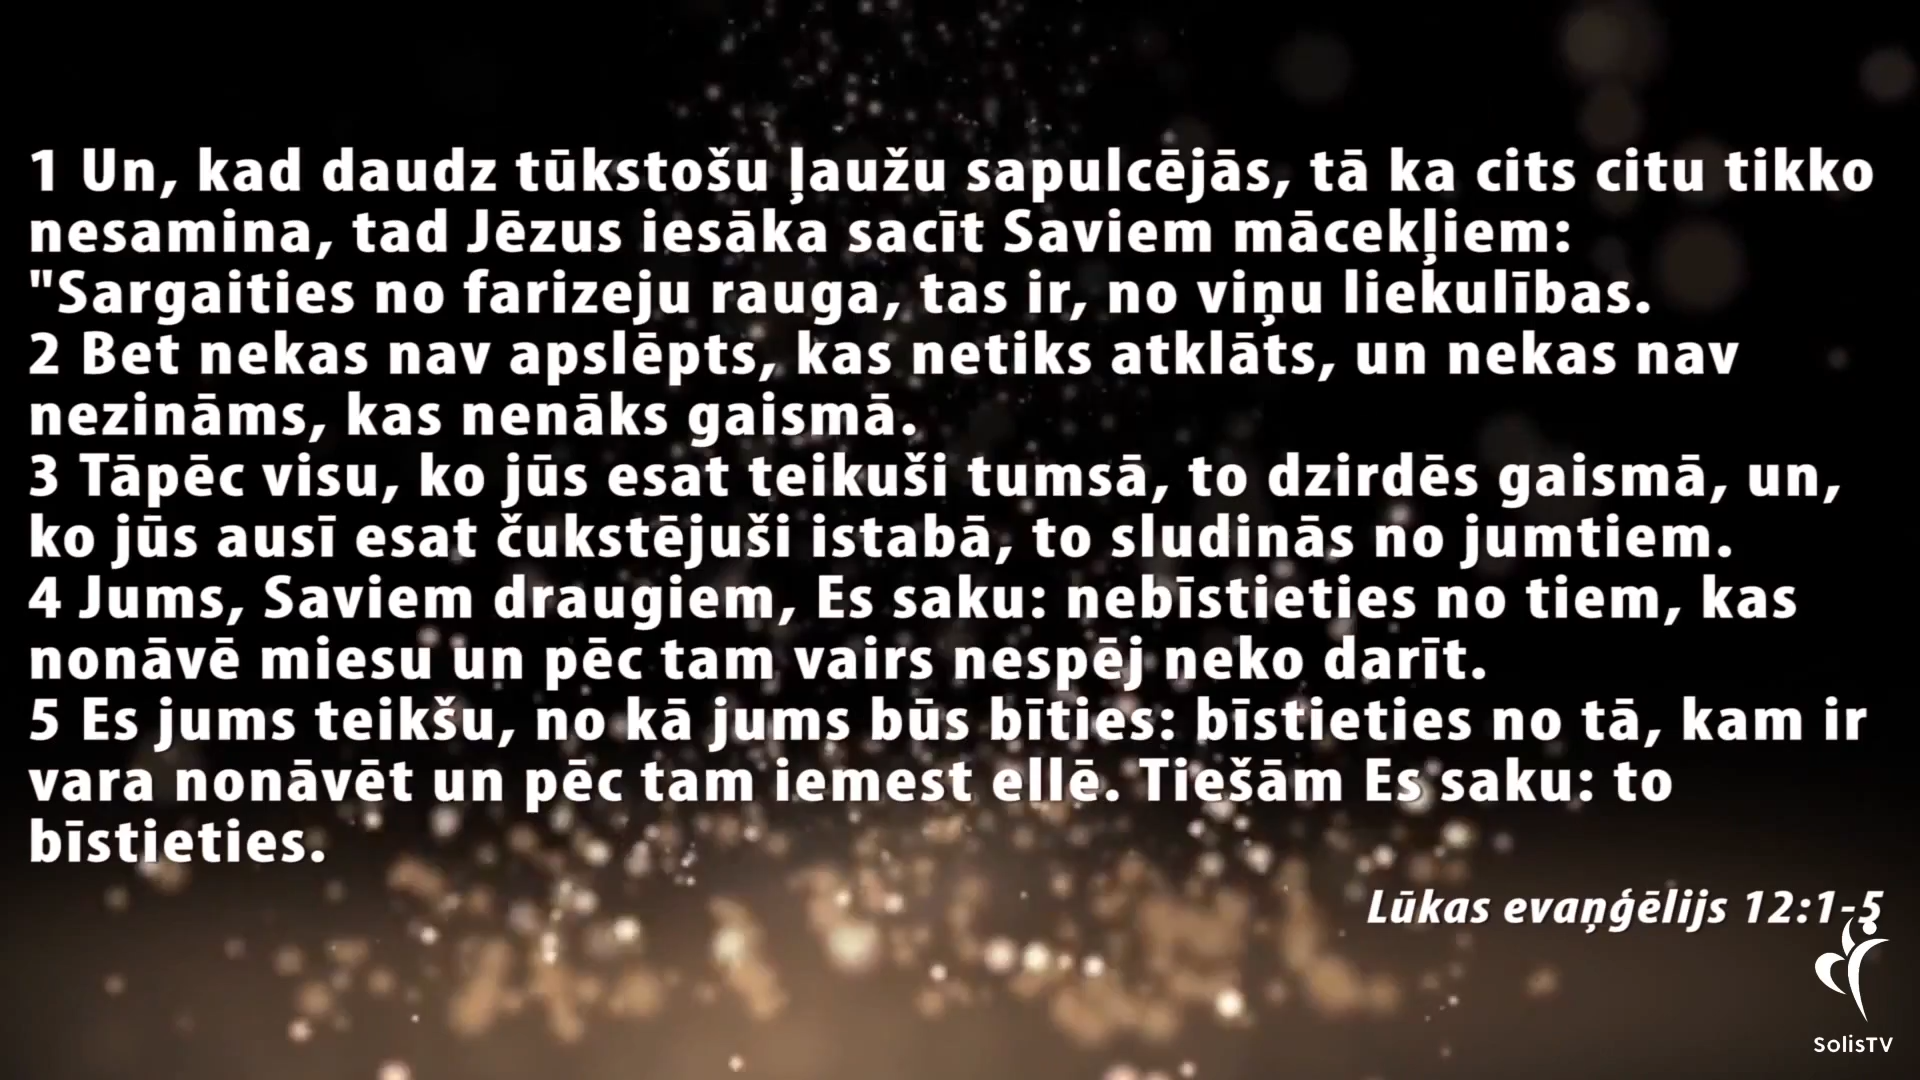 1 Un, kad daudz tūkstošu ļaužu sapulcējās, tā ka cits citu tikko
nesamina, tad Jēzus iesāka sacīt Saviem mācekļiem:
"Sargaities no farizeju rauga, tas ir, no viņu liekulības.
2 Bet nekas nav apslēpts, kas netiks atklāts, un nekas nav
nezināms, kas nenāks gaismā.
3 Tāpēc visu, ko jūs esat teikuši tumsā, to dzirdēs gaismā, un,
ko jūs ausī esat čukstējuši istabā, to sludinās no jumtiem.
4 Jums, Saviem draugiem, Es saku: nebīstieties no tiem, kas
nonāvē miesu un pēc tam vairs nespēj neko darīt.
5 Es jums teikšu, no kā jums būs bīties: bīstieties no tā, kam ir
vara nonāvēt un pēc tam iemest ellē. Tiešām Es saku: to
bīstieties.
Lūkas evaņģēlijs 12:1-5
SolisTV